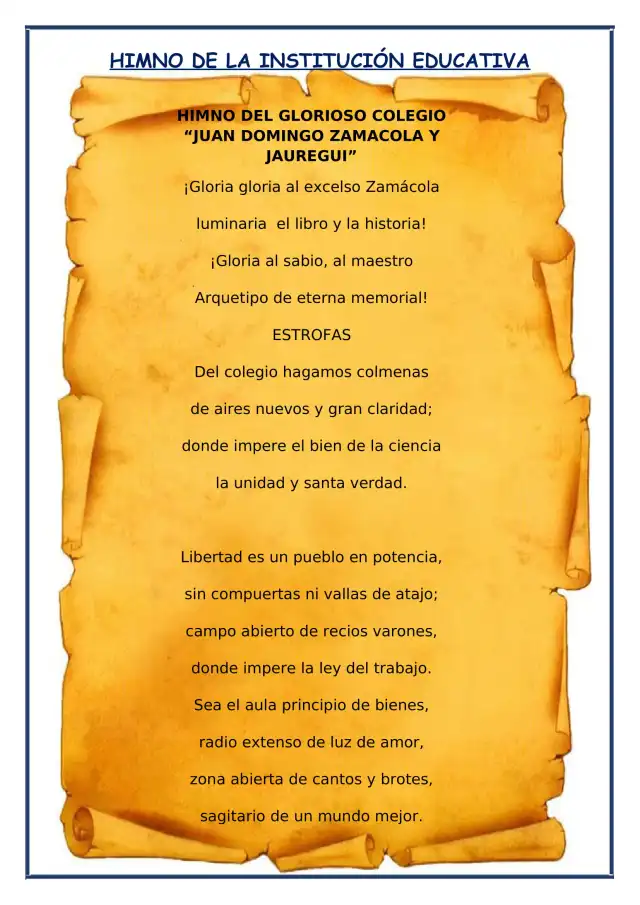 HIMNO DE LA INSTITUCIÓN EDUCATIVA
HIMNO DEL GLORIOSO COLEGIO
“JUAN DOMINGO ZAMACOLA Y
JAUREGUI”
¡Gloria gloria al excelso Zamácola
luminaria  el libro y la historia!
¡Gloria al sabio, al maestro
Arquetipo de eterna memorial!
ESTROFAS
Del colegio hagamos colmenas
de aires nuevos y gran claridad;
donde impere el bien de la ciencia
la unidad y santa verdad.
Libertad es un pueblo en potencia,
sin compuertas ni vallas de atajo;
campo abierto de recios varones,
donde impere la ley del trabajo.
Sea el aula principio de bienes,
radio extenso de luz de amor,
zona abierta de cantos y brotes,
sagitario de un mundo mejor.